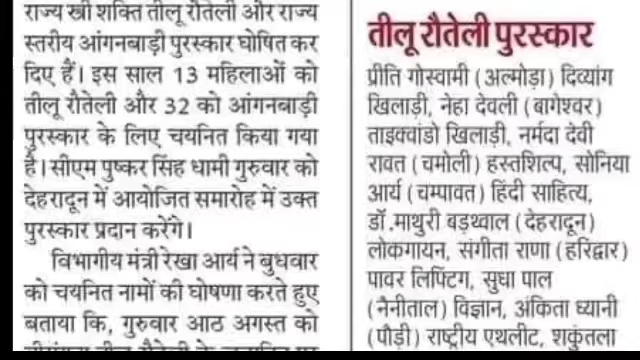 राज्य स्त्री शक्ति तीलू रौतेली और राज्य
स्तरीय आंगनबाड़ी पुरस्कार घोषित कर
दिए हैं। इस साल 13 महिलाओं को
तीलू रौतेली और 32 को आंगनबाड़ी
पुरस्कार के लिए चयनित किया गया
है। सीएम पुष्कर सिंह धामी गुरुवार को
देहरादून में आयोजित समारोह में उक्त
पुरस्कार प्रदान करेंगे।
विभागीय मंत्री रेखा आर्य ने बुधवार
को चयनित नामों की घोषणा करते हुए
बताया कि, गुरुवार आठ अगस्त को
तीलू रौतेली पुरस्कार
प्रीति गोस्वामी (अल्मोड़ा) दिव्यांग
खिलाड़ी, नेहा देवली (बागेश्वर)
ताइक्वांडो खिलाड़ी, नर्मदा देवी
रावत (चमोली) हस्तशिल्प, सोनिया
आर्य (चम्पावत) हिंदी साहित्य,
डॉ.माथुरी बड़थ्वाल (देहरादून)
लोकगायन, संगीता राणा (हरिद्वार)
पावर लिफ्टिंग, सुधा पाल
(नैनीताल) विज्ञान, अंकिता ध्यानी
(पौड़ी) राष्ट्रीय एथलीट, शकुंतला